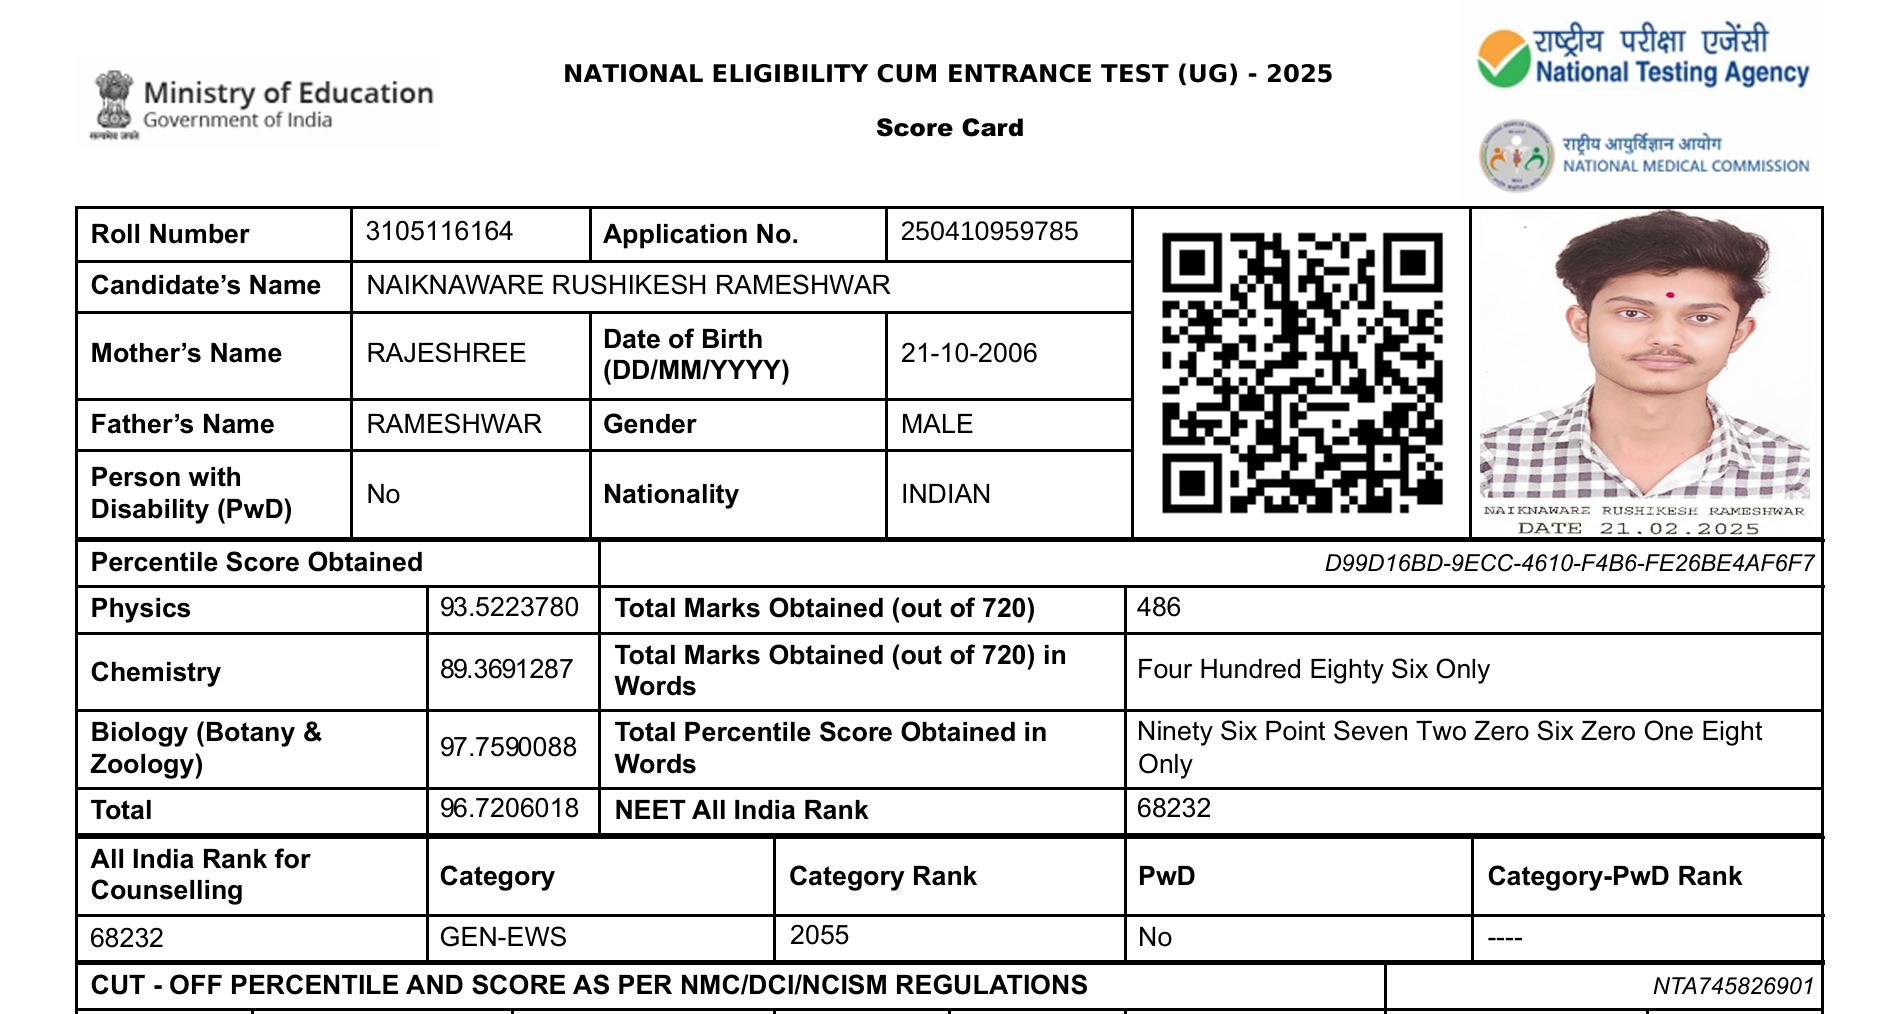 राष्ट्रीय परीक्षा एजेंसी
National Testing Agency
NATIONAL ELIGIBILITY CUM ENTRANCE TEST (UG) - 2025
Ministry of Education
Government of India
सत्यमेव जयते
Score Card
राष्ट्रीय आयुर्विज्ञान आयोग
NATIONAL MEDICAL COMMISSION
Roll Number 3105116164 Application No. 250410959785
Candidate's Name NAIKNAWARE RUSHIKESH RAMESHWAR
Mother's Name RAJESHREE Date of Birth (DD/MM/YYYY) 21-10-2006
Father's Name RAMESHWAR Gender MALE
Person with Disability (PwD) No Nationality INDIAN
NAIKNAWARE RUSHIKESH RAMESHWAR
DATE 21.02.2025
Percentile Score Obtained D99D16BD-9ECC-4610-F4B6-FE26BE4AF6F7
Physics 93.5223780 Total Marks Obtained (out of 720) 486
Chemistry 89.3691287 Total Marks Obtained (out of 720) in Words Four Hundred Eighty Six Only
Biology (Botany & Zoology) 97.7590088 Total Percentile Score Obtained in Words Ninety Six Point Seven Two Zero Six Zero One Eight Only
Total 96.7206018 NEET All India Rank 68232
All India Rank for Counselling Category Category Rank PwD Category-PwD Rank
68232 GEN-EWS 2055 No ----
CUT - OFF PERCENTILE AND SCORE AS PER NMC/DCI/NCISM REGULATIONS NTA745826901